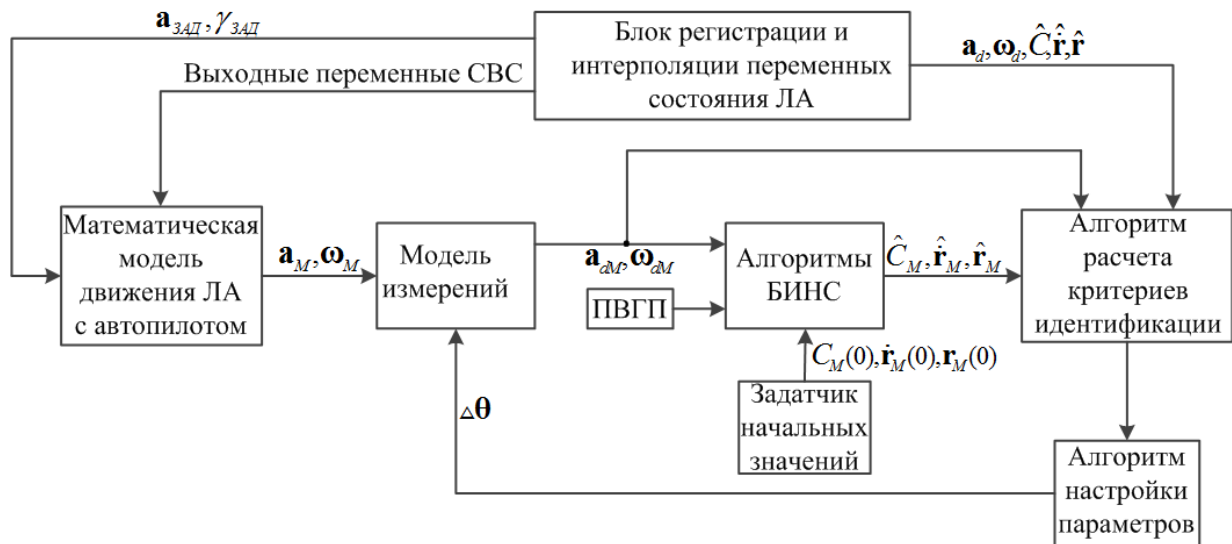 𝐚_ЗАД, γ_ЗАД
Блок регистрации и
интерполяции переменных
состояния ЛА
𝐚_d, 𝛚_d, Ĉ, 𝐫̂̇, 𝐫̂
Выходные переменные СВС
Математическая
модель
движения ЛА
с автопилотом
𝐚_M, 𝛚_M
Модель
измерений
𝐚_dM, 𝛚_dM
ПВГП
Алгоритмы
БИНС
Ĉ_M, 𝐫̂̇_M, 𝐫̂_M
Алгоритм
расчета
критериев
идентификации
C_M(0), 𝐫̇_M(0), 𝐫_M(0)
Задатчик
начальных
значений
△𝛉
Алгоритм
настройки
параметров